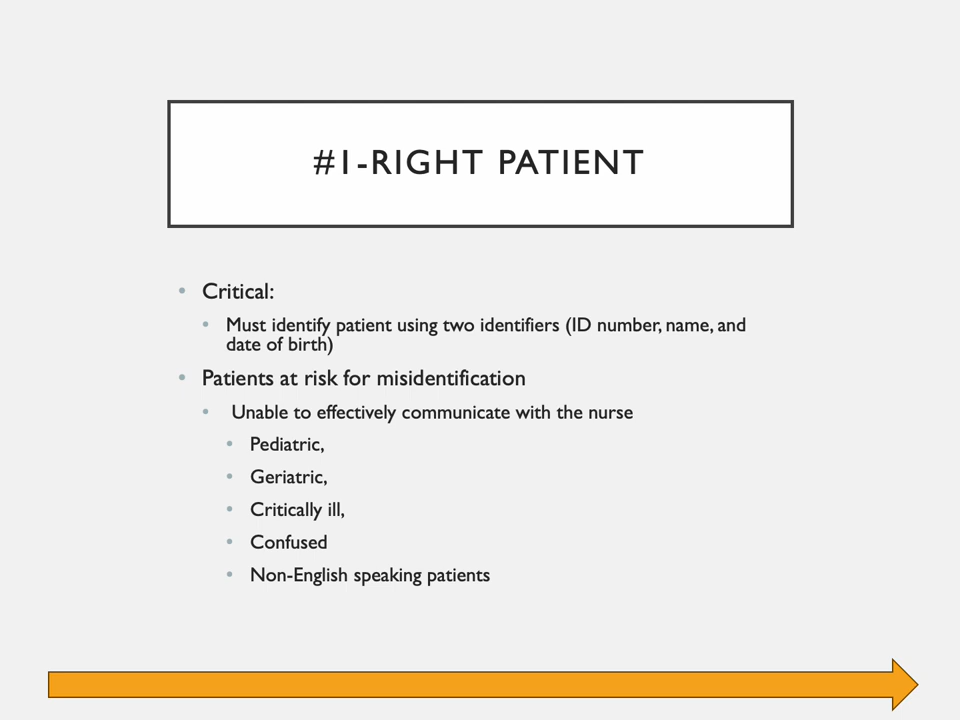 #1-RIGHT PATIENT
• Critical:
• Must identify patient using two identifiers (ID number, name, and
date of birth)
• Patients at risk for misidentification
• Unable to effectively communicate with the nurse
• Pediatric,
• Geriatric,
• Critically ill,
• Confused
• Non-English speaking patients